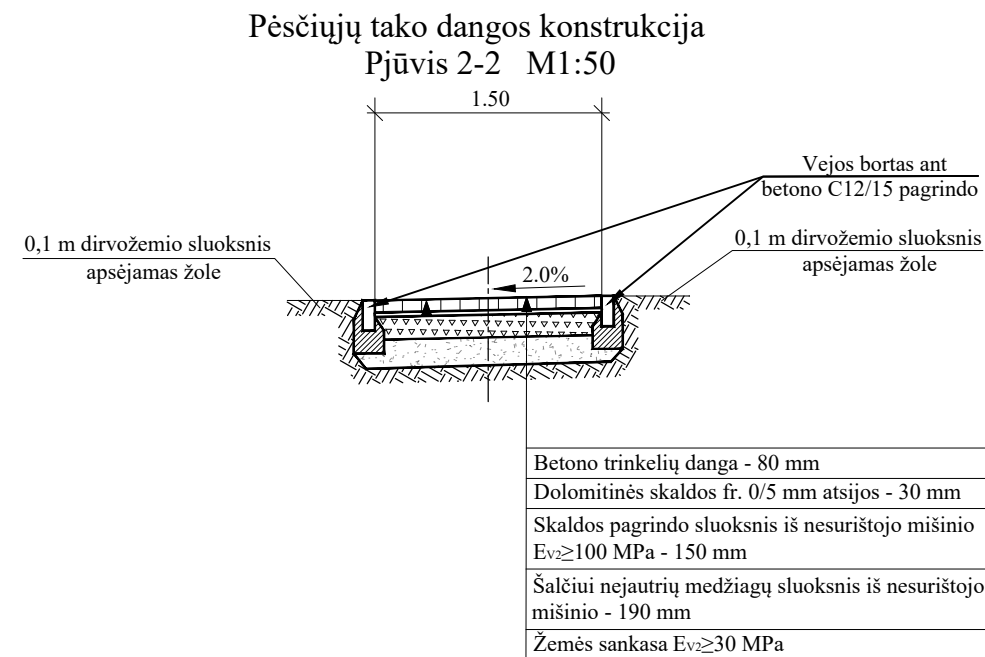 Pėsčiųjų tako dangos konstrukcija
Pjūvis 2-2 M1:50
1.50
Vejos bortas ant
betono C12/15 pagrindo
0,1 m dirvožemio sluoksnis
apsėjamas žole
0,1 m dirvožemio sluoksnis
apsėjamas žole
2.0%
Betono trinkelių danga - 80 mm
Dolomitinės skaldos fr. 0/5 mm atsijos - 30 mm
Skaldos pagrindo sluoksnis iš nesurištojo mišinio
EV2≥100 MPa - 150 mm
Šalčiui nejautrių medžiagų sluoksnis iš nesurištojo
mišinio - 190 mm
Žemės sankasa EV2≥30 MPa